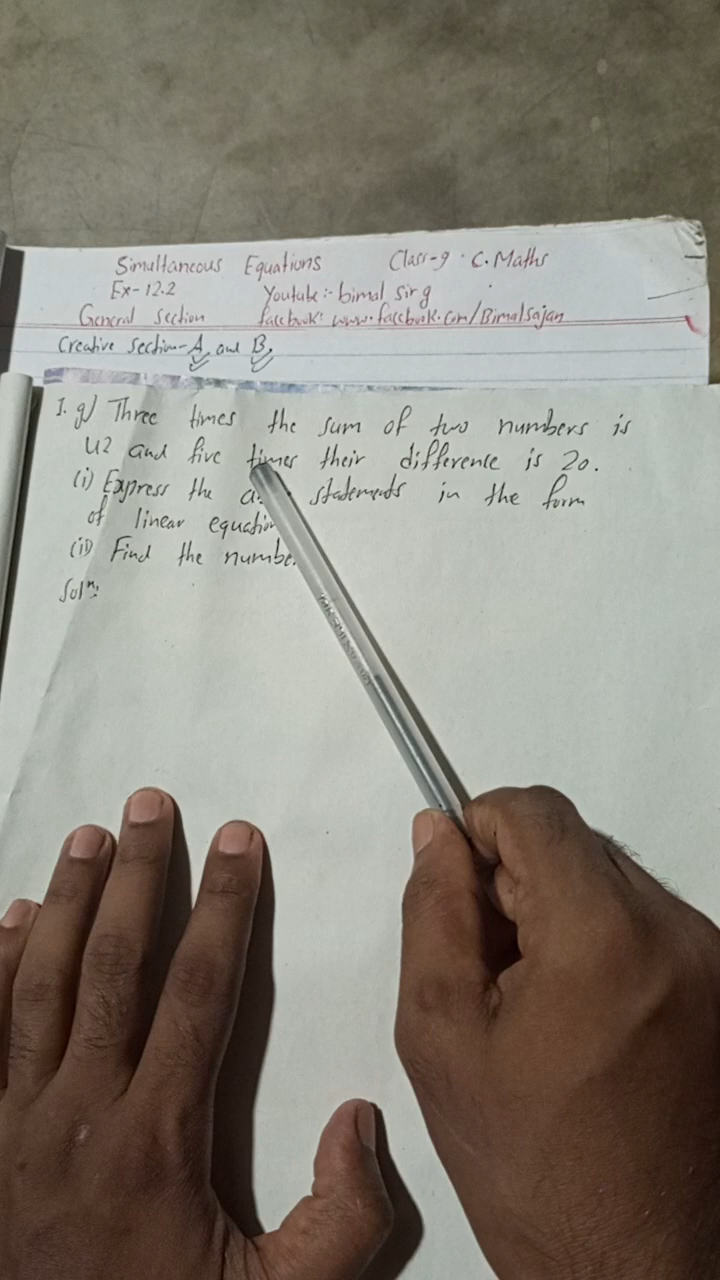 Simultaneous Equations Class-9 C. Maths
Ex-12.2 Youtube:- bimal sir g
General section facebook: www.facebook.com/Bimalsajan
Creative section-A and B
1. g) Three times the sum of two numbers is
42 and five times their difference is 20.
(i) Express the statements in the form
of linear equation
(ii) Find the numbe
Solⁿ: